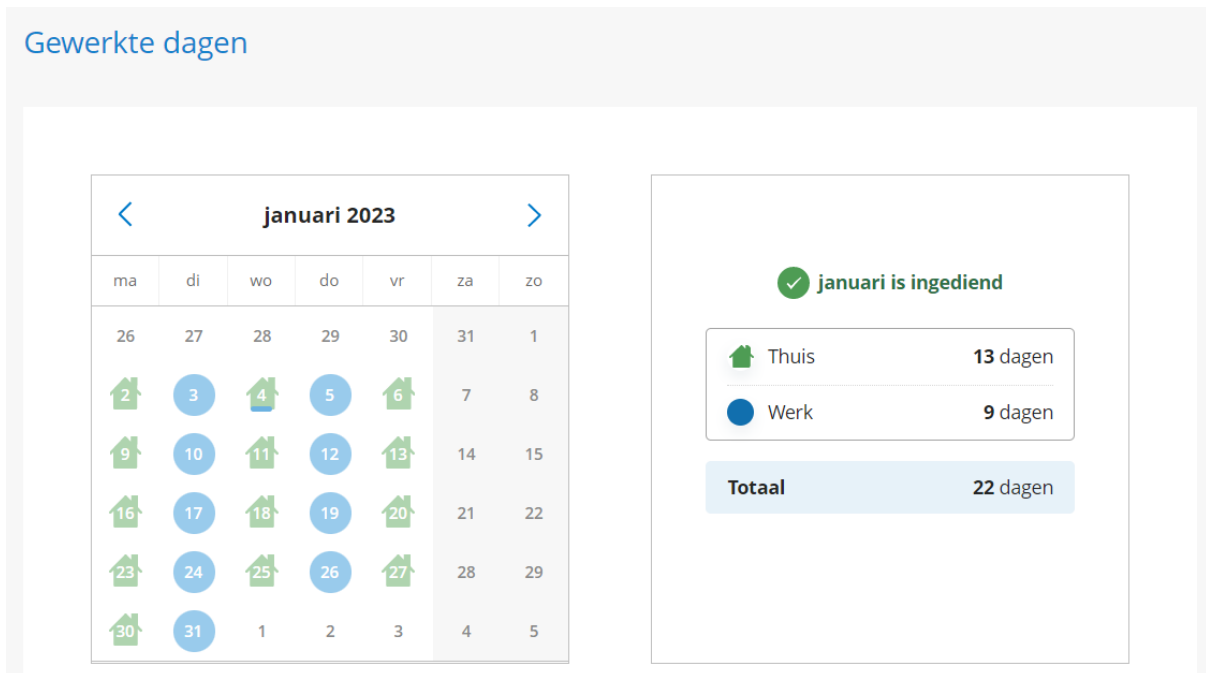 Gewerkte dagen
januari 2023
ma di wo do vr za zo
26 27 28 29 30 31 1
2 3 4 5 6 7 8
9 10 11 12 13 14 15
16 17 18 19 20 21 22
23 24 25 26 27 28 29
30 31 1 2 3 4 5
januari is ingediend
Thuis 13 dagen
Werk 9 dagen
Totaal 22 dagen